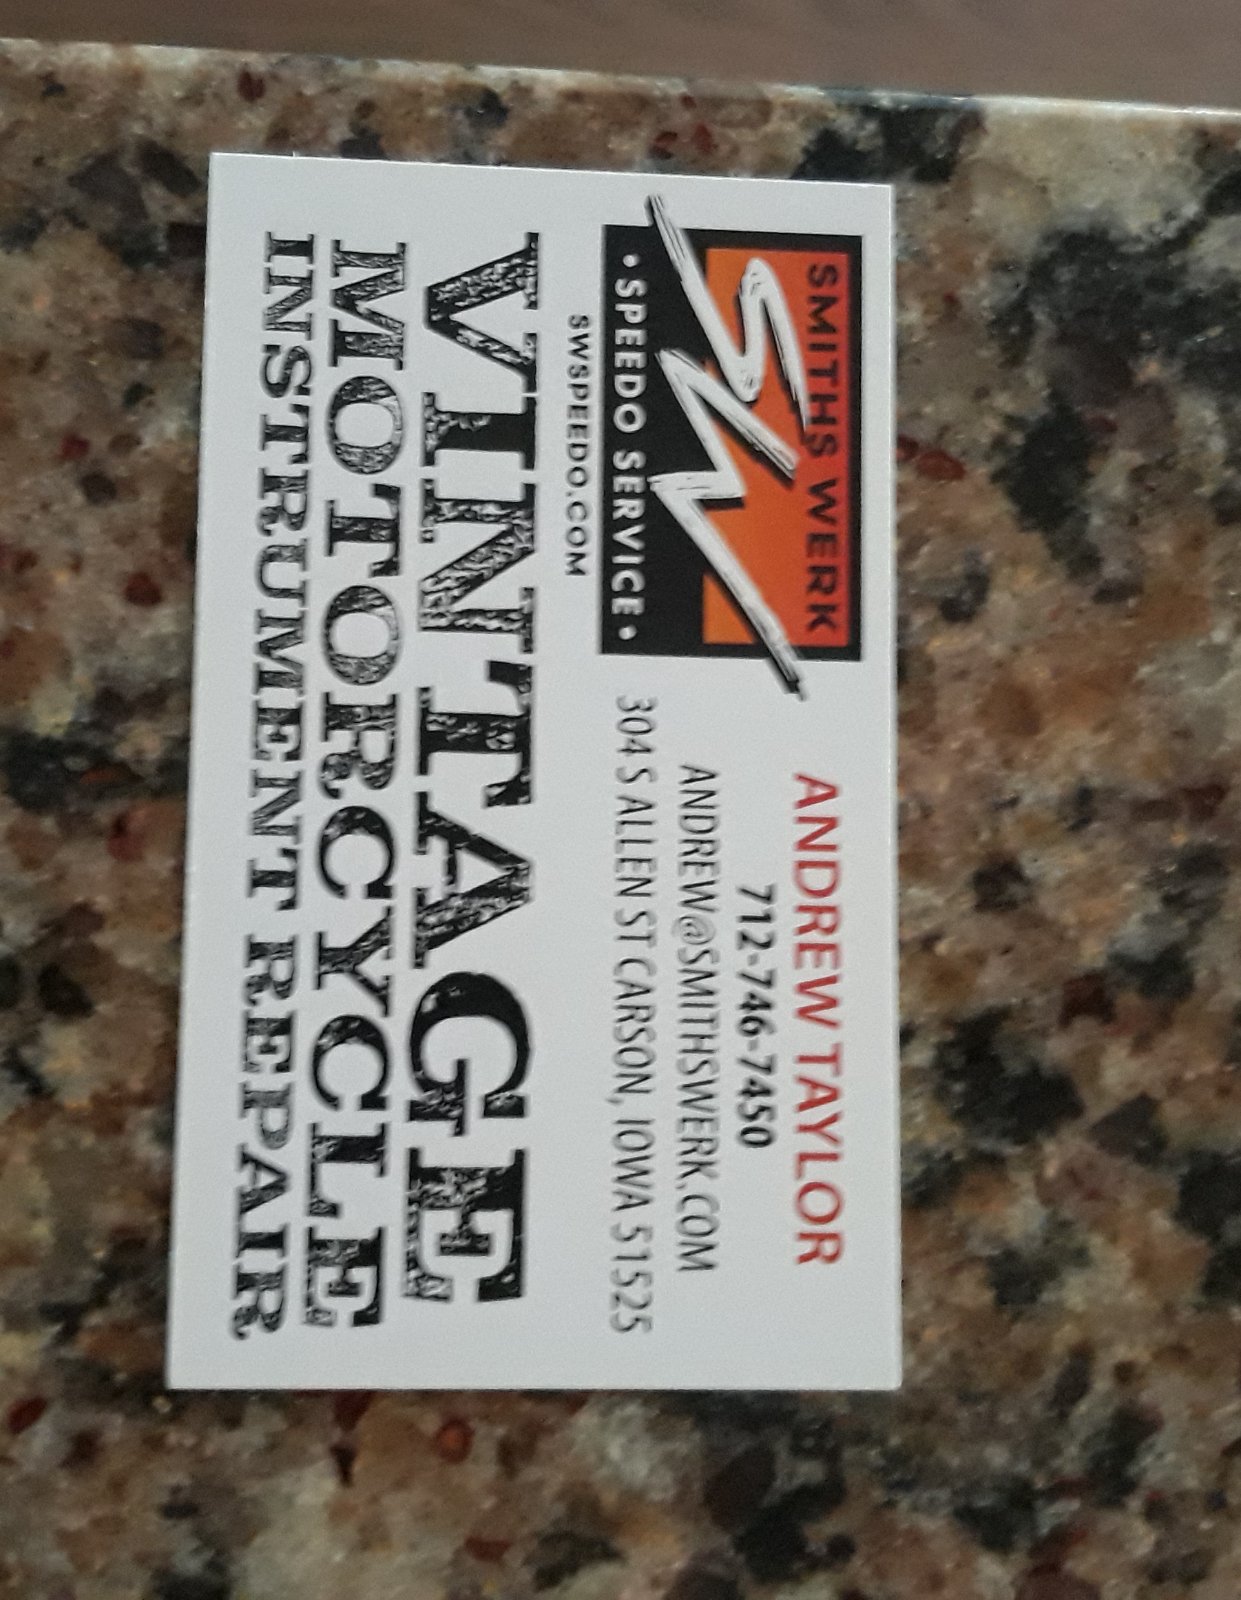 SMITHS WERK
SW
• SPEEDO SERVICE •
SWSPEEDO.COM
ANDREW TAYLOR
712-746-7450
ANDREW@SMITHSWERK.COM
304 S ALLEN ST CARSON, IOWA 51525
VINTAGE
MOTORCYCLE
INSTRUMENT REPAIR